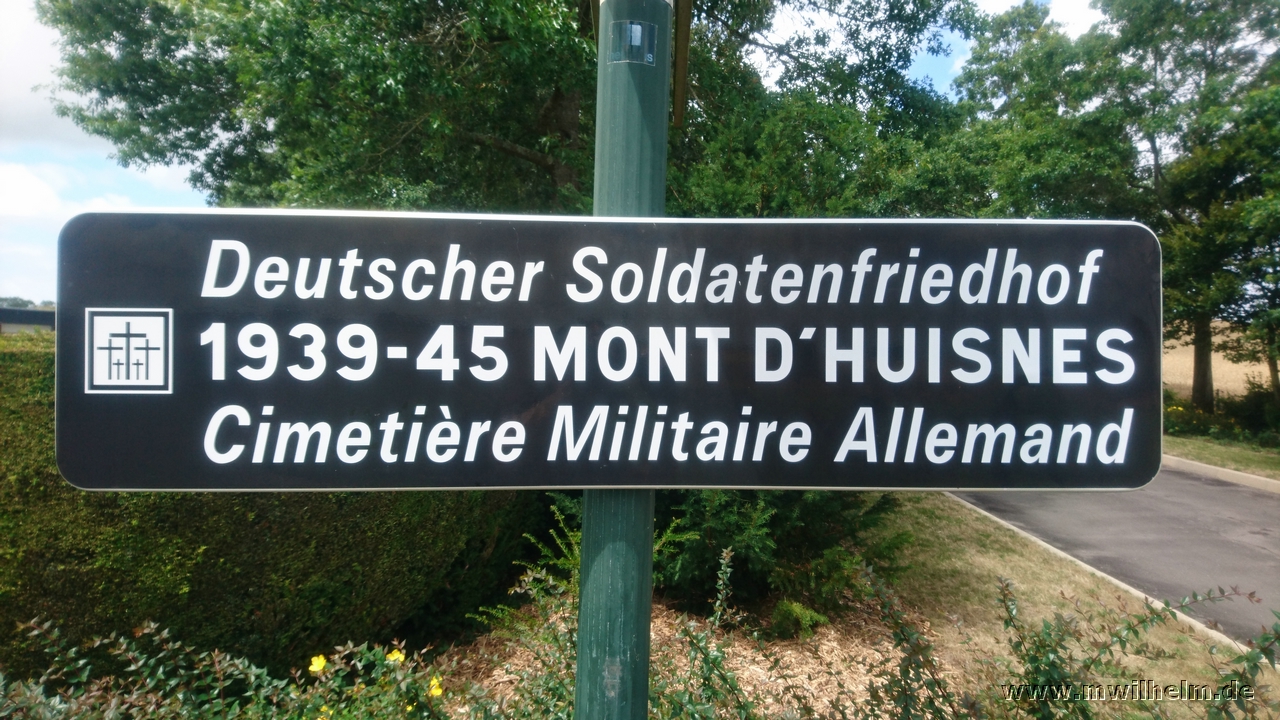 Deutscher Soldatenfriedhof
1939-45 MONT D´HUISNES
Cimetière Militaire Allemand
www.mwilhelm.de